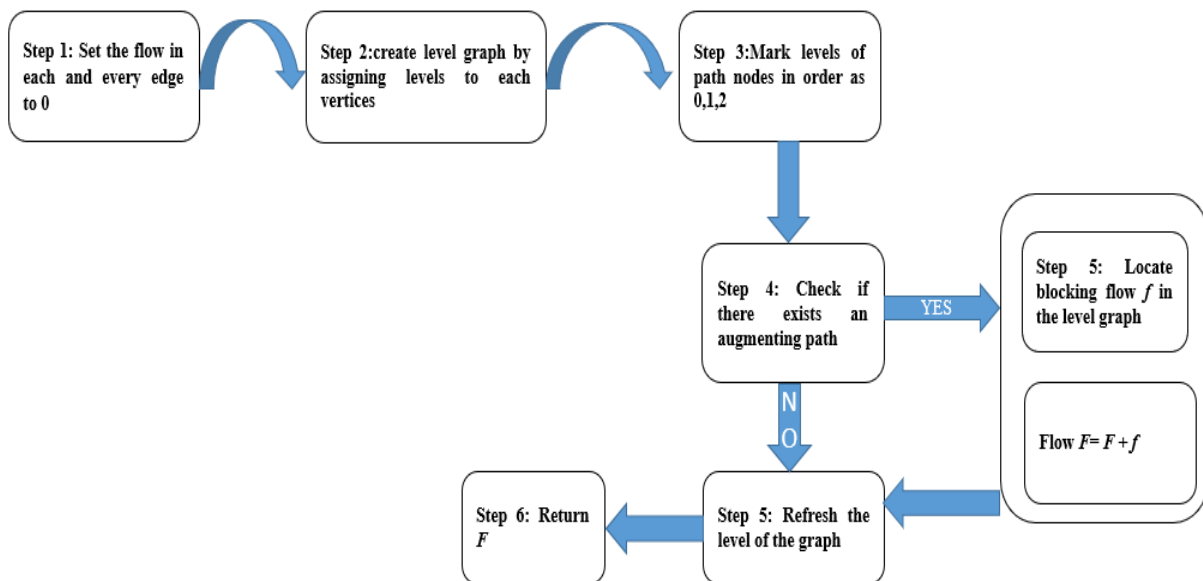 Step 1: Set the flow in
each and every edge
to 0
Step 2:create level graph by
assigning levels to each
vertices
Step 3:Mark levels of
path nodes in order as
0,1,2
Step 4: Check if
there exists an
augmenting path
YES
Step 5: Locate
blocking flow f in
the level graph
Flow F= F + f
N
O
Step 5: Refresh the
level of the graph
Step 6: Return
F